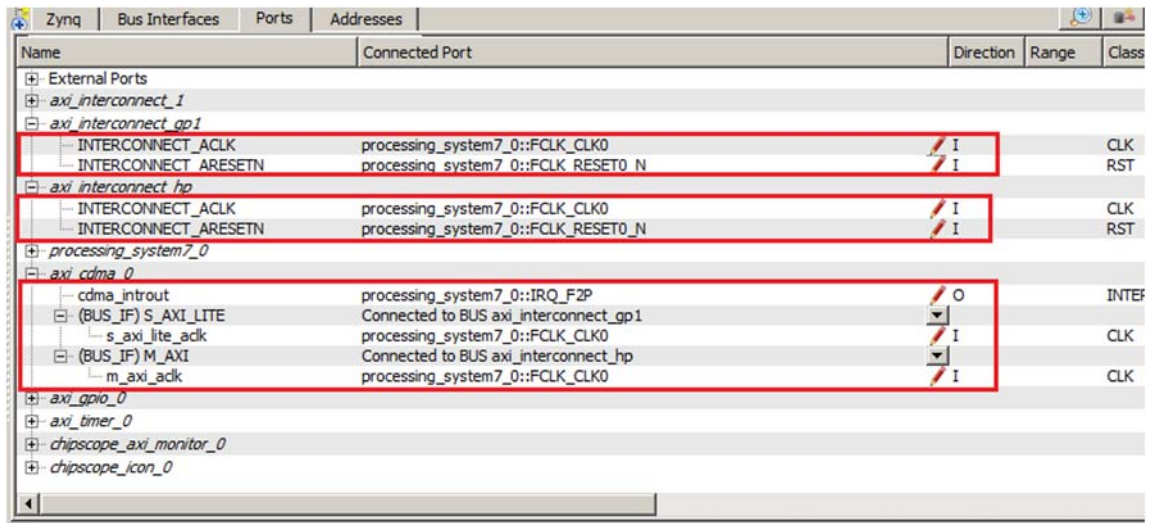 Zynq Bus Interfaces Ports Addresses
Name Connected Port Direction Range Class
External Ports
axi_interconnect_1
axi_interconnect_gp1
INTERCONNECT_ACLK processing_system7_0::FCLK_CLK0 I CLK
INTERCONNECT_ARESETN processing_system7_0::FCLK_RESET0_N I RST
axi_interconnect_hp
INTERCONNECT_ACLK processing_system7_0::FCLK_CLK0 I CLK
INTERCONNECT_ARESETN processing_system7_0::FCLK_RESET0_N I RST
processing_system7_0
axi_cdma_0
cdma_introut processing_system7_0::IRQ_F2P O INTER
(BUS_IF) S_AXI_LITE Connected to BUS axi_interconnect_gp1
s_axi_lite_aclk processing_system7_0::FCLK_CLK0 I CLK
(BUS_IF) M_AXI Connected to BUS axi_interconnect_hp
m_axi_aclk processing_system7_0::FCLK_CLK0 I CLK
axi_gpio_0
axi_timer_0
chipscope_axi_monitor_0
chipscope_icon_0